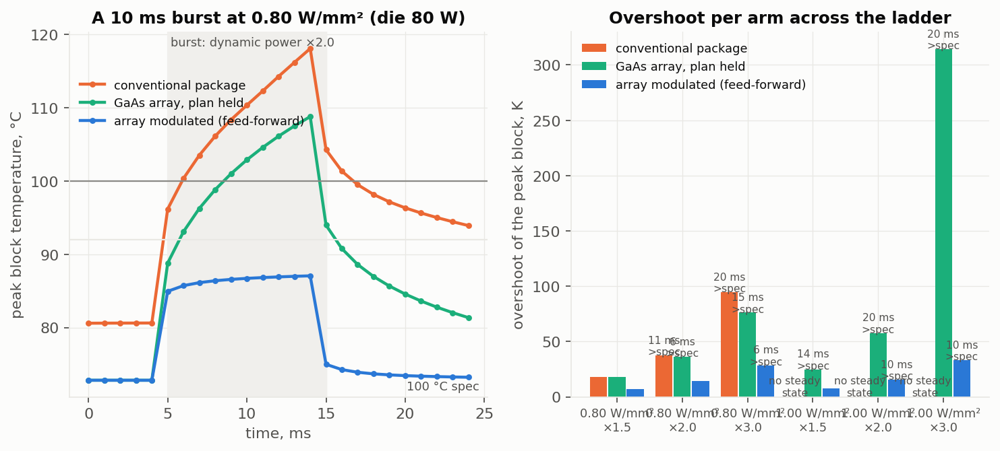 A 10 ms burst at 0.80 W/mm² (die 80 W)
burst: dynamic power ×2.0
conventional package
GaAs array, plan held
array modulated (feed-forward)
100 °C spec
peak block temperature, °C
120
110
100
90
80
0
5
10
15
20
25
time, ms
Overshoot per arm across the ladder
conventional package
GaAs array, plan held
array modulated (feed-forward)
overshoot of the peak block, K
300
250
200
150
100
50
0
11 ms
>spec
6 ms
>spec
20 ms
>spec
15 ms
>spec
6 ms
>spec
no steady
state
14 ms
>spec
no steady
state
20 ms
>spec
10 ms
>spec
no steady
state
20 ms
>spec
10 ms
>spec
0.80 W/mm²
×1.5
0.80 W/mm²
×2.0
0.80 W/mm²
×3.0
1.00 W/mm²
×1.5
1.00 W/mm²
×2.0
1.00 W/mm²
×3.0